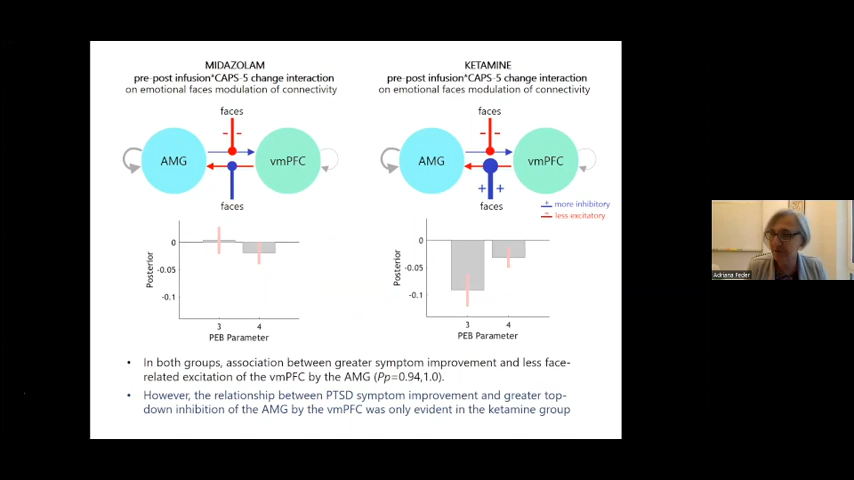 MIDAZOLAM
pre-post infusion*CAPS-5 change interaction
on emotional faces modulation of connectivity
faces
- -
AMG
vmPFC
faces
Posterior
0
-0.05
-0.1
3
4
PEB Parameter
KETAMINE
pre-post infusion*CAPS-5 change interaction
on emotional faces modulation of connectivity
faces
- -
AMG
vmPFC
+ +
faces
+ more inhibitory
- less excitatory
Posterior
0
-0.05
-0.1
3
4
PEB Parameter
• In both groups, association between greater symptom improvement and less face-
related excitation of the vmPFC by the AMG (Pp=0.94,1.0).
• However, the relationship between PTSD symptom improvement and greater top-
down inhibition of the AMG by the vmPFC was only evident in the ketamine group
Adriana Feder